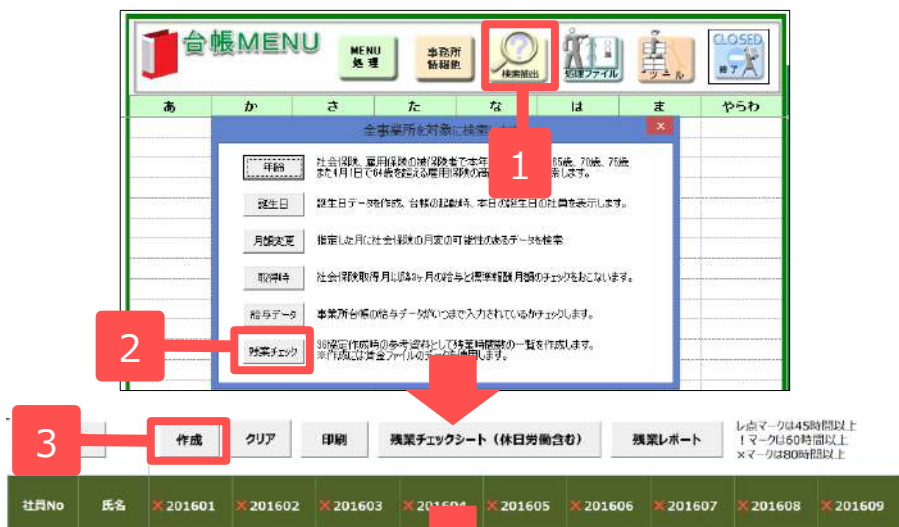 台帳MENU
MENU
処理
事務所
情報他
検索抽出
処理ファイル
ツール
CLOSED
終了
あ か さ た な は ま やらわ
全事業所を対象に検索
1
年齢
社会保険、雇用保険の被保険者で本年 65歳、70歳、75歳
また4月1日で64歳を超える雇用保険の高 索します。
誕生日 誕生日データを作成、台帳の起動時、本日の誕生日の社員を表示します。
月額変更 指定した月に社会保険の月変の可能性のあるデータを検索
取得時 社会保険取得月以降3ヶ月の給与と標準報酬月額のチェックをおこないます。
給与データ 事業所台帳の給与データがいつまで入力されているかチェックします。
2
残業チェック
36協定作成時の参考資料として残業時間数の一覧を作成します。
※作成には賃金ファイルのデータを使用します。
3
作成 クリア 印刷 残業チェックシート（休日労働含む） 残業レポート
レ点マークは45時間以上
！マークは60時間以上
×マークは80時間以上
社員No 氏名 ×201601 ×201602 ×201603 ×201604 ×201605 ×201606 ×201607 ×201608 ×201609